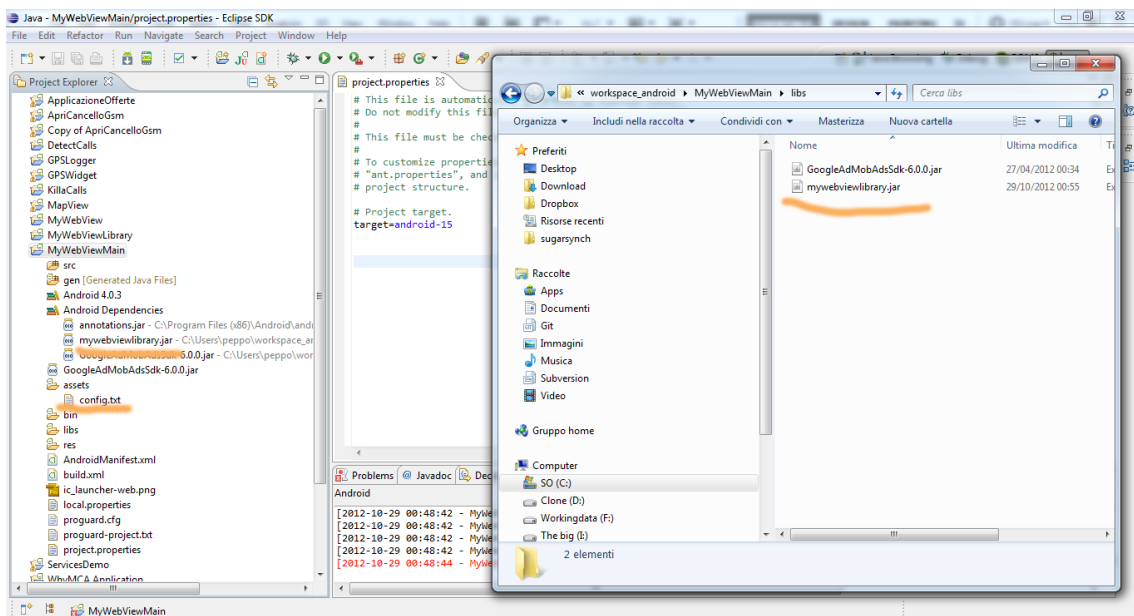 Java - MyWebViewMain/project.properties - Eclipse SDK
File Edit Refactor Run Navigate Search Project Window Help
Project Explorer
ApplicazioneOfferte
ApriCancelloGsm
Copy of ApriCancelloGsm
DetectCalls
GPSLogger
GPSWidget
KillaCalls
MapView
MyWebView
MyWebViewLibrary
MyWebViewMain
src
gen [Generated Java Files]
Android 4.0.3
Android Dependencies
annotations.jar - C:\Program Files (x86)\Android\andr
mywebviewlibrary.jar - C:\Users\peppo\workspace_ar
GoogleAdMobAdsSdk-6.0.0.jar - C:\Users\peppo\wor
GoogleAdMobAdsSdk-6.0.0.jar
assets
config.txt
bin
libs
res
AndroidManifest.xml
build.xml
ic_launcher-web.png
local.properties
proguard.cfg
proguard-project.txt
project.properties
ServicesDemo
WhyMCA Application
MyWebViewMain
project.properties
# This file is automatic
# Do not modify this fil
#
# This file must be chec
#
# To customize propertie
# "ant.properties", and
# project structure.
# Project target.
target=android-15
Problems @ Javadoc Dec
Android
[2012-10-29 00:48:42 - MyWe
[2012-10-29 00:48:42 - MyWe
[2012-10-29 00:48:42 - MyWe
[2012-10-29 00:48:42 - MyWe
[2012-10-29 00:48:44 - MyWe
« workspace_android MyWebViewMain libs
Cerca libs
Organizza Includi nella raccolta Condividi con Masterizza Nuova cartella
Preferiti
Desktop
Download
Dropbox
Risorse recenti
sugarsynch
Raccolte
Apps
Documenti
Git
Immagini
Musica
Subversion
Video
Gruppo home
Computer
SO (C:)
Clone (D:)
Workingdata (F:)
The big (I:)
Nome Ultima modifica Ti
GoogleAdMobAdsSdk-6.0.0.jar 27/04/2012 00:34 Ex
mywebviewlibrary.jar 29/10/2012 00:55 Ex
2 elementi